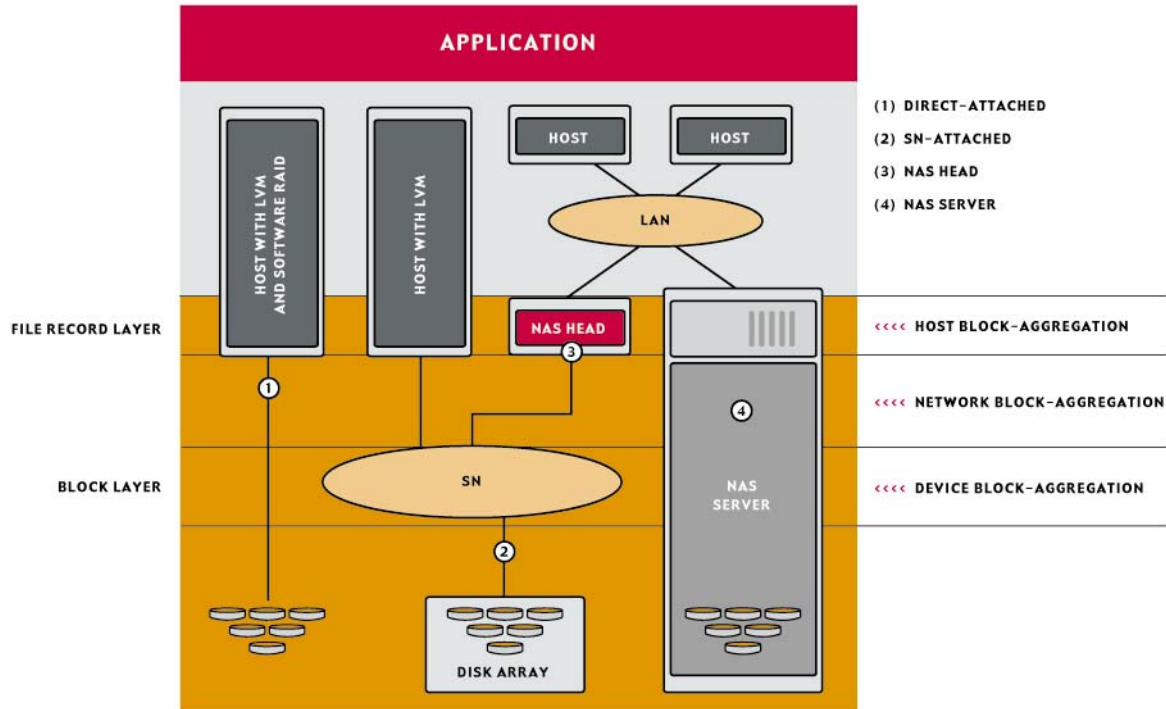 APPLICATION
HOST WITH LVM
AND SOFTWARE RAID
HOST WITH LVM
HOST
HOST
LAN
(1) DIRECT-ATTACHED
(2) SN-ATTACHED
(3) NAS HEAD
(4) NAS SERVER
FILE RECORD LAYER
NAS HEAD
<<<< HOST BLOCK-AGGREGATION
3
1
4
<<<< NETWORK BLOCK-AGGREGATION
BLOCK LAYER
SN
NAS
SERVER
<<<< DEVICE BLOCK-AGGREGATION
2
DISK ARRAY